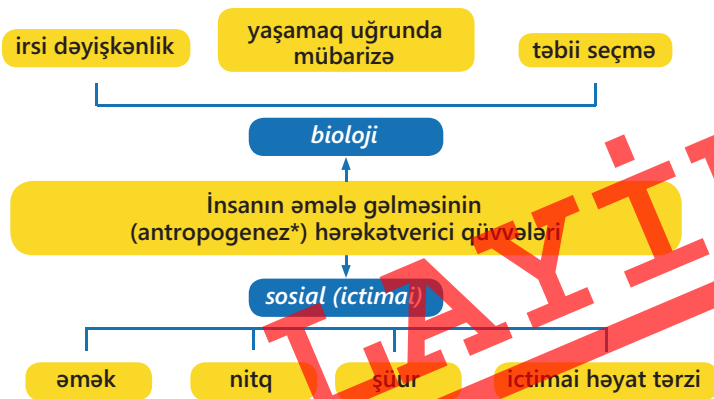 irsi dəyişkənlik
yaşamaq uğrunda
mübarizə
təbii seçmə
bioloji
İnsanın əmələ gəlməsinin
(antropogenez*) hərəkətverici qüvvələri
sosial (ictimai)
əmək
nitq
şüur
ictimai həyat tərzi